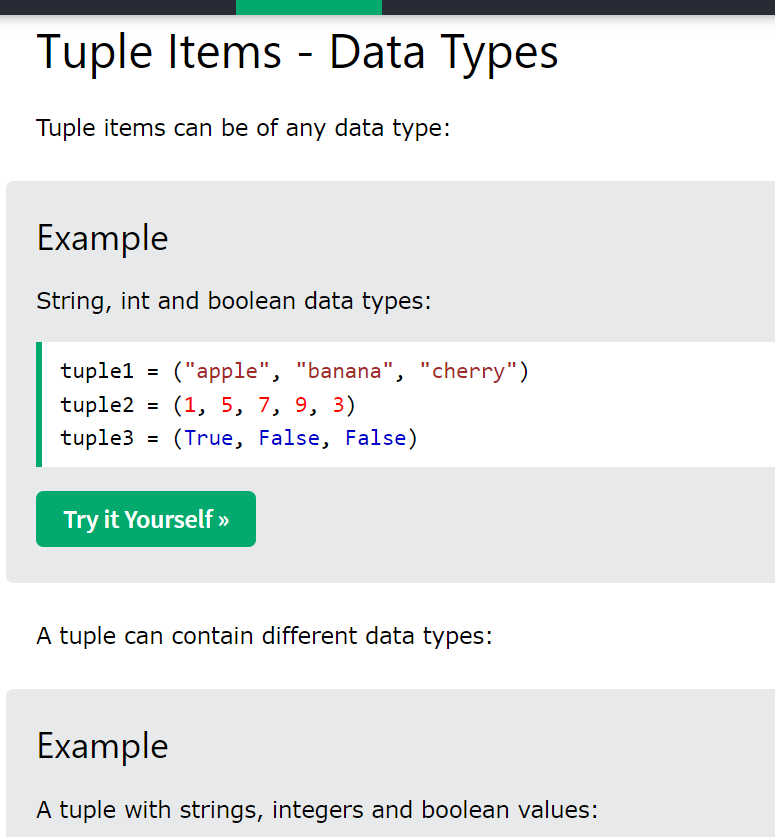 Tuple Items - Data Types
Tuple items can be of any data type:
Example
String, int and boolean data types:
tuple1 = ("apple", "banana", "cherry")
tuple2 = (1, 5, 7, 9, 3)
tuple3 = (True, False, False)
Try it Yourself »
A tuple can contain different data types:
Example
A tuple with strings, integers and boolean values: